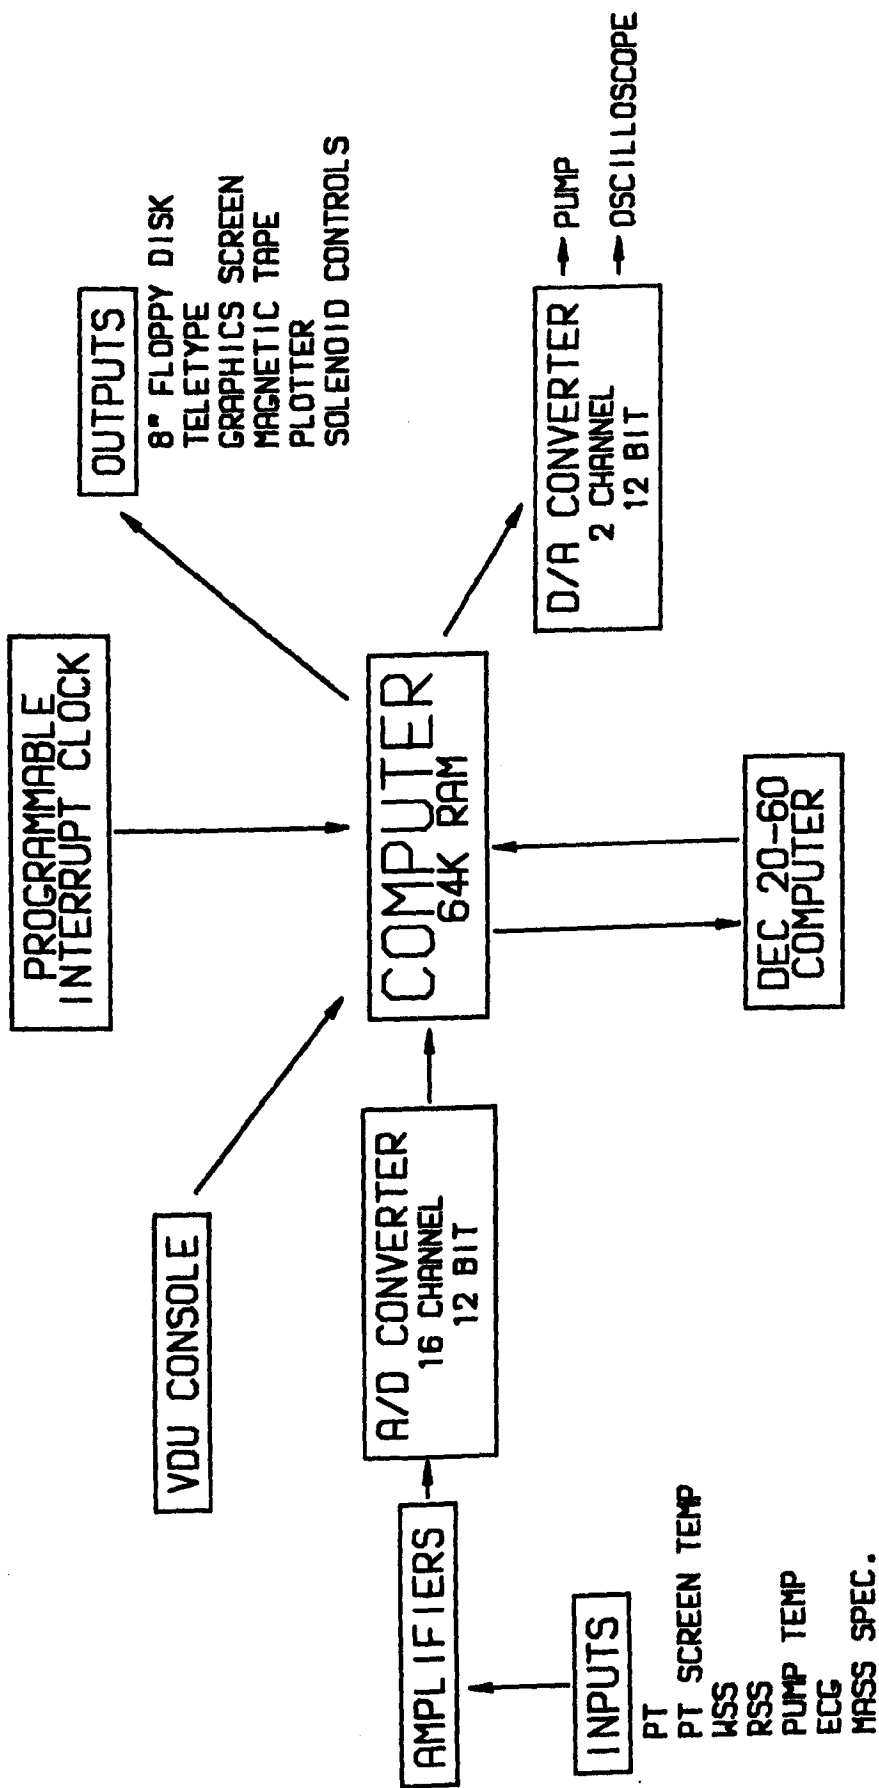 PROGRAMMABLE
INTERRUPT CLOCK
VDU CONSOLE
OUTPUTS
8" FLOPPY DISK
TELETYPE
GRAPHICS SCREEN
MAGNETIC TAPE
PLOTTER
SOLENOID CONTROLS
AMPLIFIERS
A/D CONVERTER
16 CHANNEL
12 BIT
COMPUTER
64K RAM
D/A CONVERTER
2 CHANNEL
12 BIT
PUMP
OSCILLOSCOPE
INPUTS
PT
PT SCREEN TEMP
WSS
RSS
PUMP TEMP
ECG
MASS SPEC.
DEC 20-60
COMPUTER